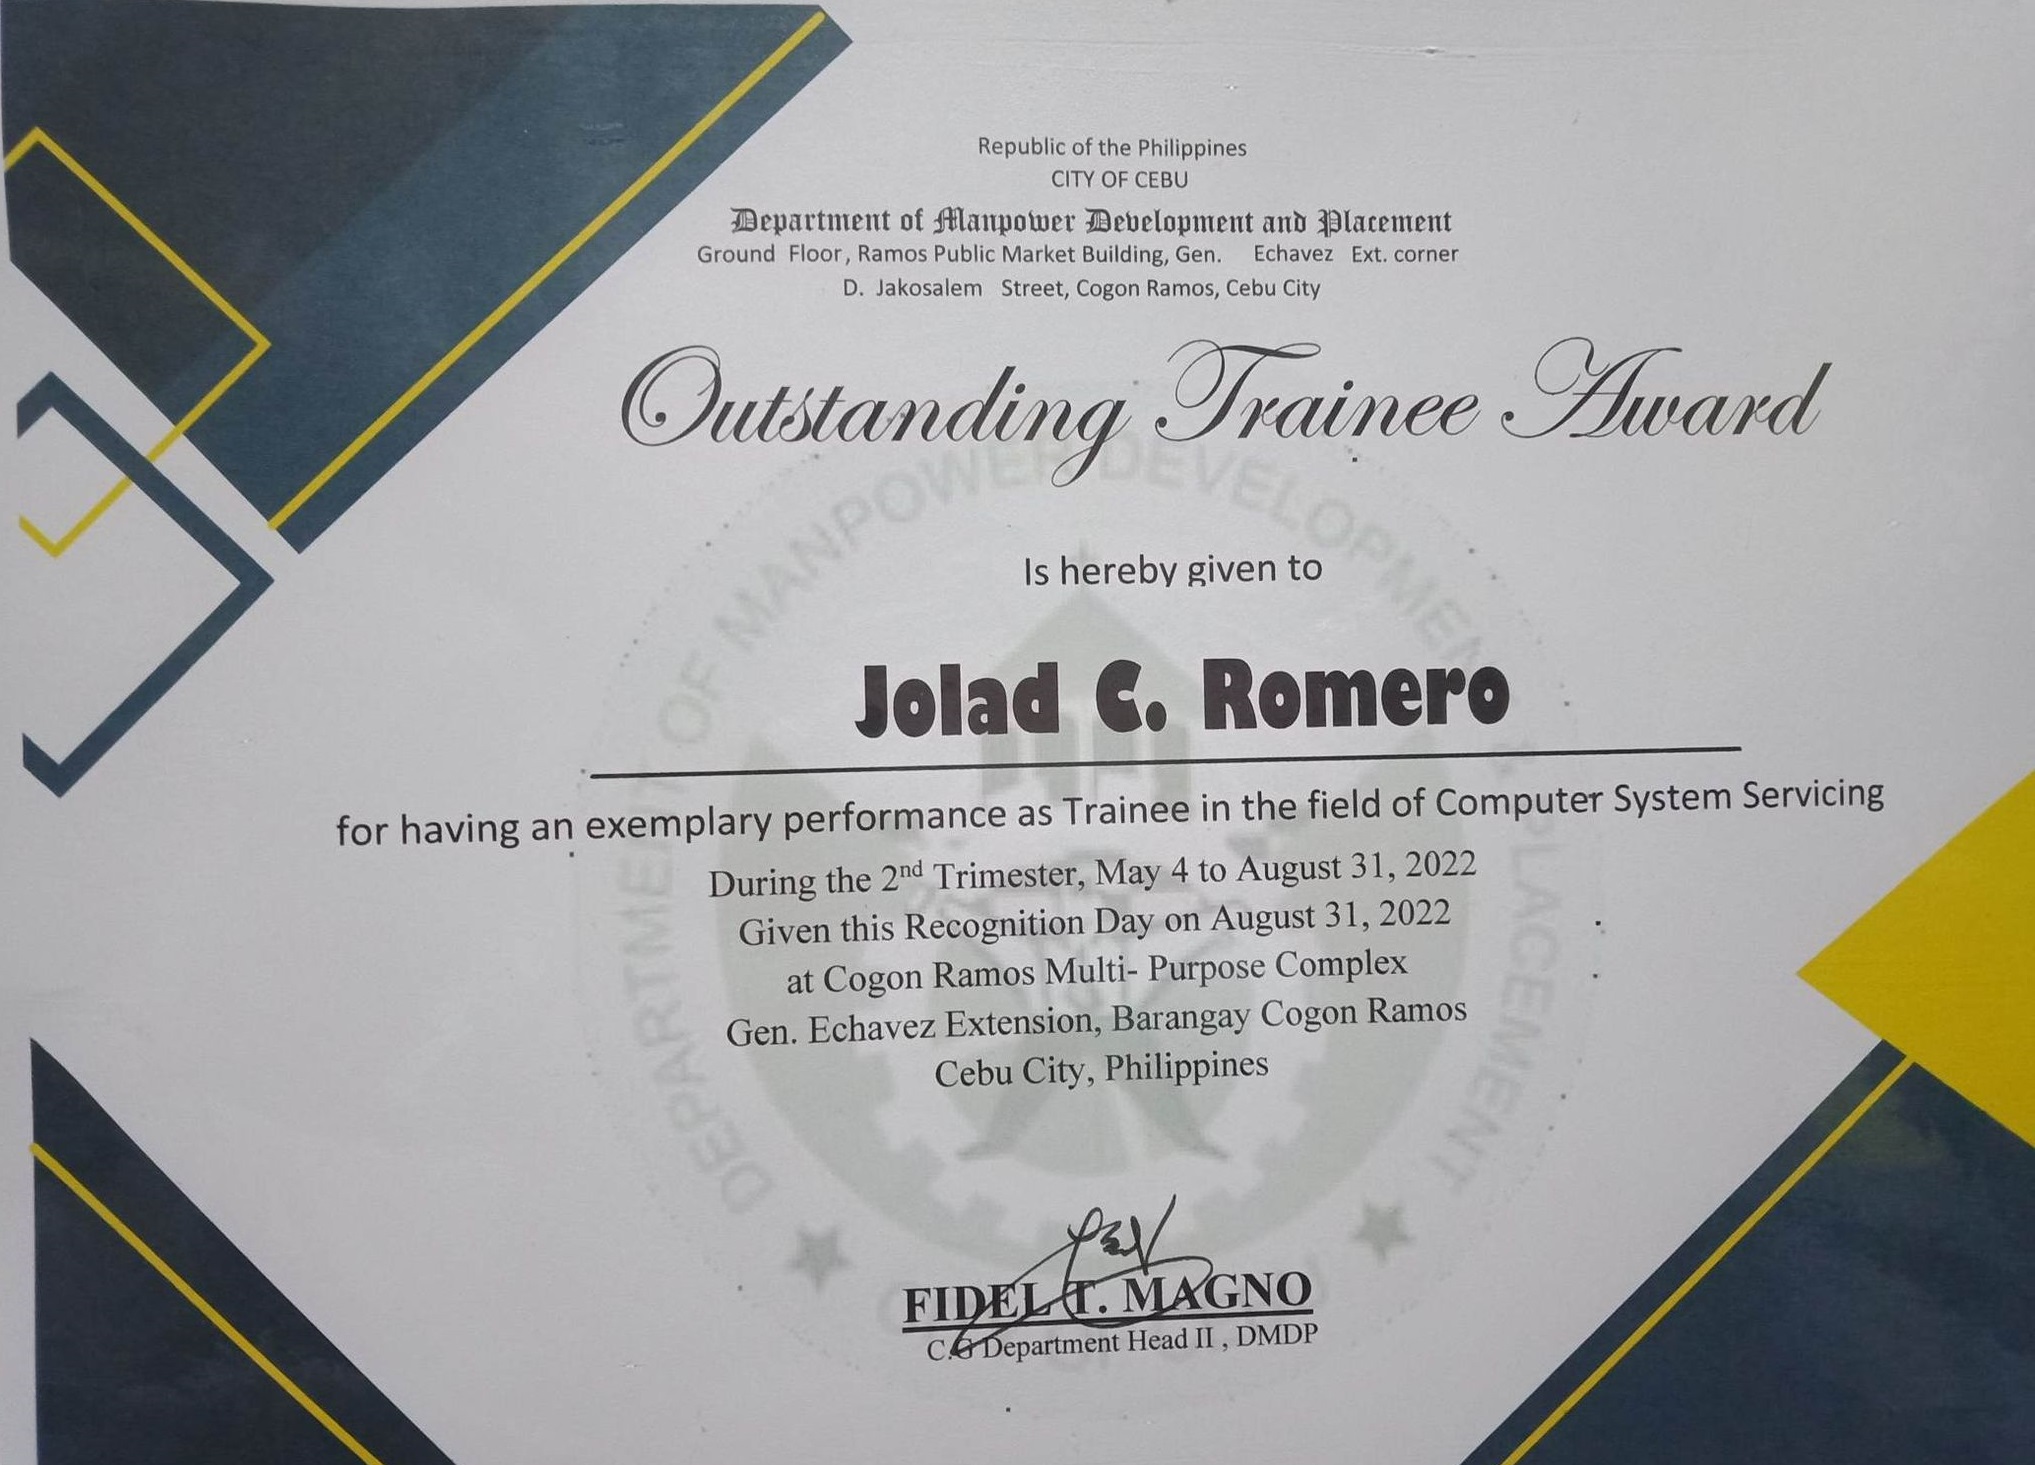 Republic of the Philippines
CITY OF CEBU
Department of Manpower Development and Placement
Ground Floor, Ramos Public Market Building, Gen. Echavez Ext. corner
D. Jakosalem Street, Cogon Ramos, Cebu City
Outstanding Trainee Award
Is hereby given to
Jolad C. Romero
for having an exemplary performance as Trainee in the field of Computer System Servicing
During the 2nd Trimester, May 4 to August 31, 2022
Given this Recognition Day on August 31, 2022
at Cogon Ramos Multi- Purpose Complex
Gen. Echavez Extension, Barangay Cogon Ramos
Cebu City, Philippines
FIDEL T. MAGNO
C.G Department Head II , DMDP
DEPARTMENT OF MANPOWER DEVELOPMENT & PLACEMENT